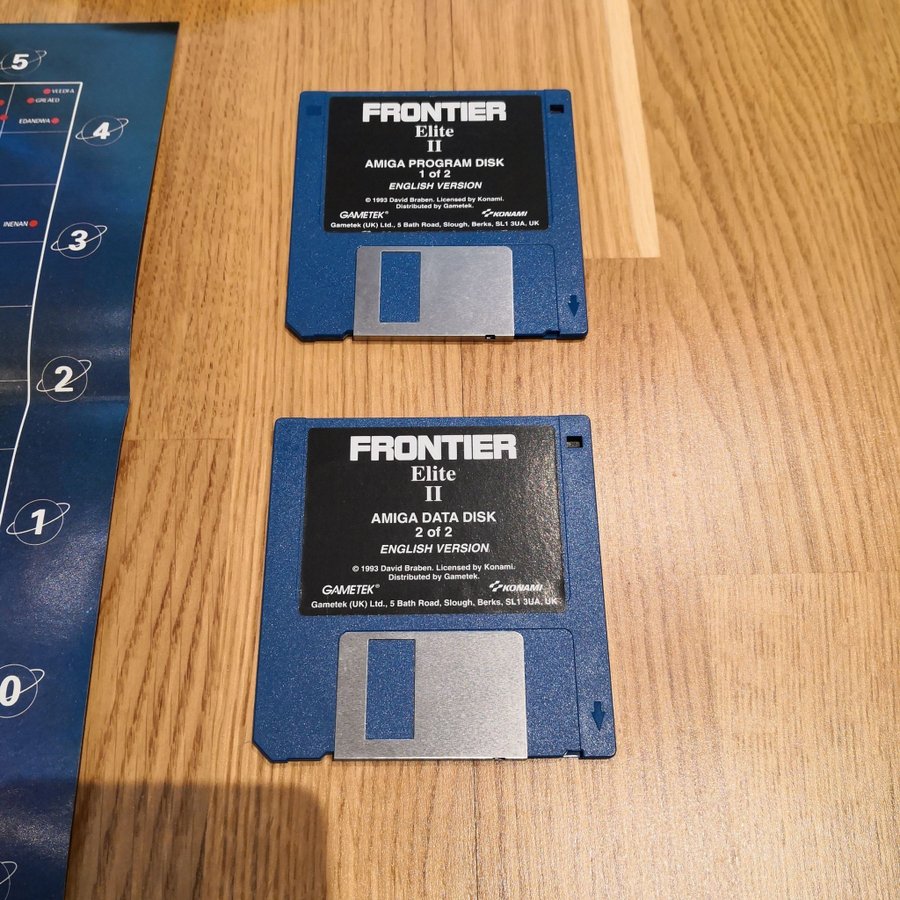 5
VEEDI-A
GREAED
EDANDWA
4
INENAN
3
2
1
0
FRONTIER
Elite
II
AMIGA PROGRAM DISK
1 of 2
ENGLISH VERSION
© 1993 David Braben. Licensed by Konami.
Distributed by Gametek.
GAMETEK® KONAMI
Gametek (UK) Ltd., 5 Bath Road, Slough, Berks, SL1 3UA, UK
FRONTIER
Elite
II
AMIGA DATA DISK
2 of 2
ENGLISH VERSION
© 1993 David Braben. Licensed by Konami.
Distributed by Gametek.
GAMETEK® KONAMI
Gametek (UK) Ltd., 5 Bath Road, Slough, Berks, SL1 3UA, UK